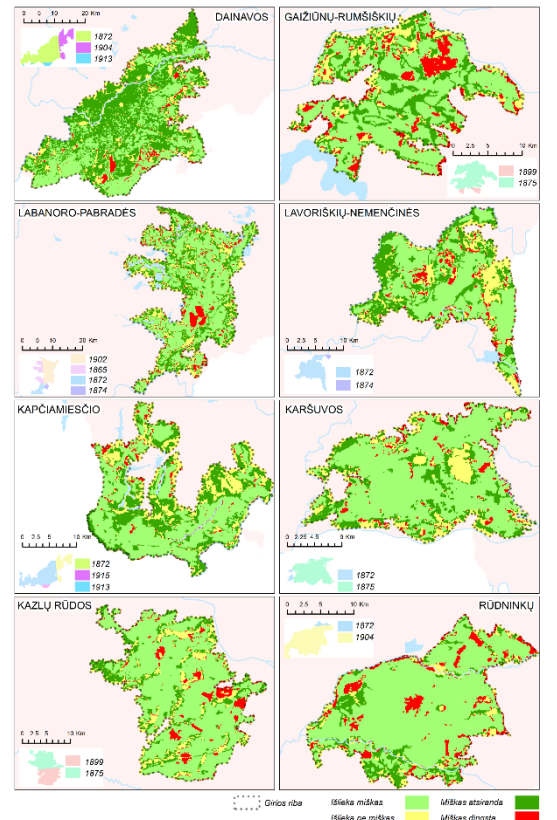 DAINAVOS
0 5 10 20 Km
1872
1904
1913
GAIŽIŪNŲ-RUMŠIŠKIŲ
0 2.5 5 10 Km
1899
1875
LABANORO-PABRADĖS
0 5 10 20 Km
1902
1865
1872
1874
LAVORIŠKIŲ-NEMENČINĖS
0 2.5 5 10 Km
1872
1874
KAPČIAMIESČIO
0 2.5 5 10 Km
1872
1915
1913
KARŠUVOS
0 2.25 4.5 9 Km
1872
1875
KAZLŲ RŪDOS
0 2.5 5 10 Km
1899
1875
RŪDNINKŲ
0 2.5 5 10 Km
1872
1904
Girios riba
Išlieka miškas
Miškas atsiranda
Išlieka ne miškas
Miškas dingsta